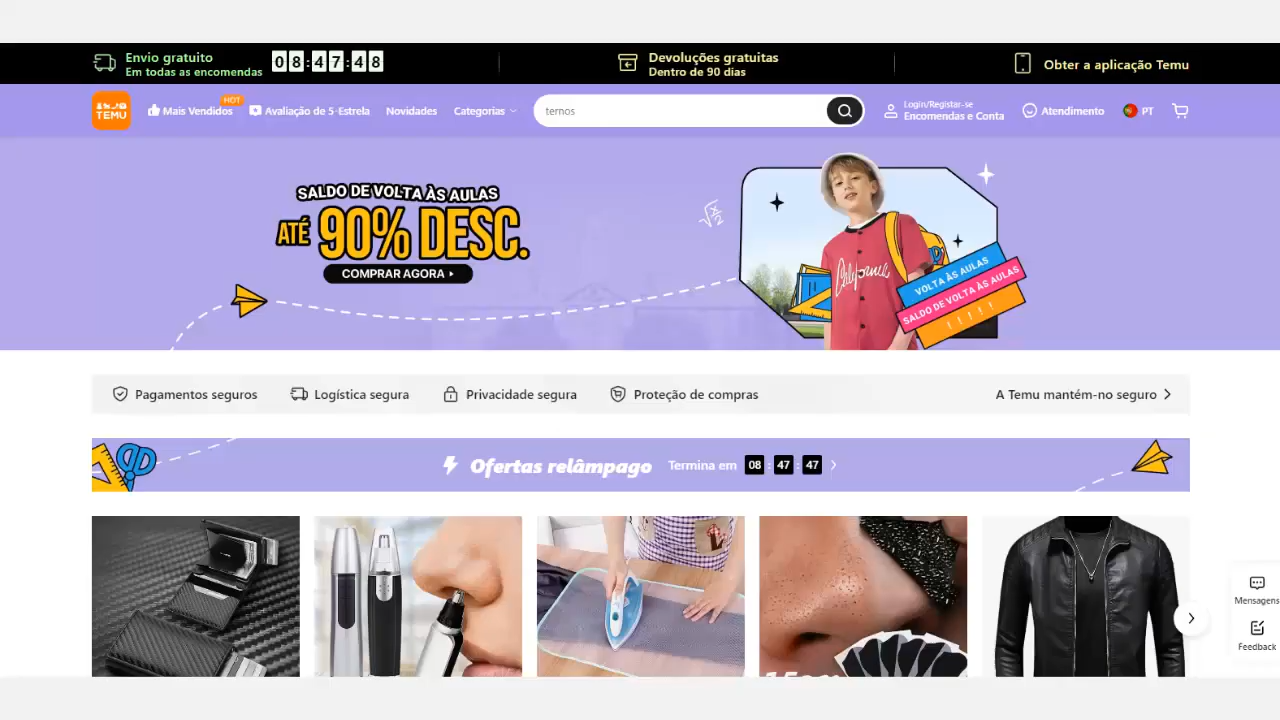 Envio gratuito
Em todas as encomendas
08:47:48
Devoluções gratuitas
Dentro de 90 dias
Obter a aplicação Temu
TEMU
Mais Vendidos
HOT
Avaliação de 5-Estrela
Novidades
Categorias
ternos
Login/Registar-se
Encomendas e Conta
Atendimento
PT
SALDO DE VOLTA ÀS AULAS
ATÉ 90% DESC.
COMPRAR AGORA
California
VOLTA ÀS AULAS
SALDO DE VOLTA ÀS AULAS
! ! ! ! !
Pagamentos seguros
Logística segura
Privacidade segura
Proteção de compras
A Temu mantém-no seguro
Ofertas relâmpago
Termina em 08 : 47 : 47
Mensagens
Feedback